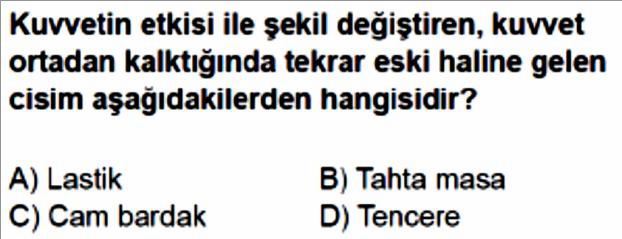 Kuvvetin etkisi ile şekil değiştiren, kuvvet
ortadan kalktığında tekrar eski haline gelen
cisim aşağıdakilerden hangisidir?
A) Lastik B) Tahta masa
C) Cam bardak D) Tencere